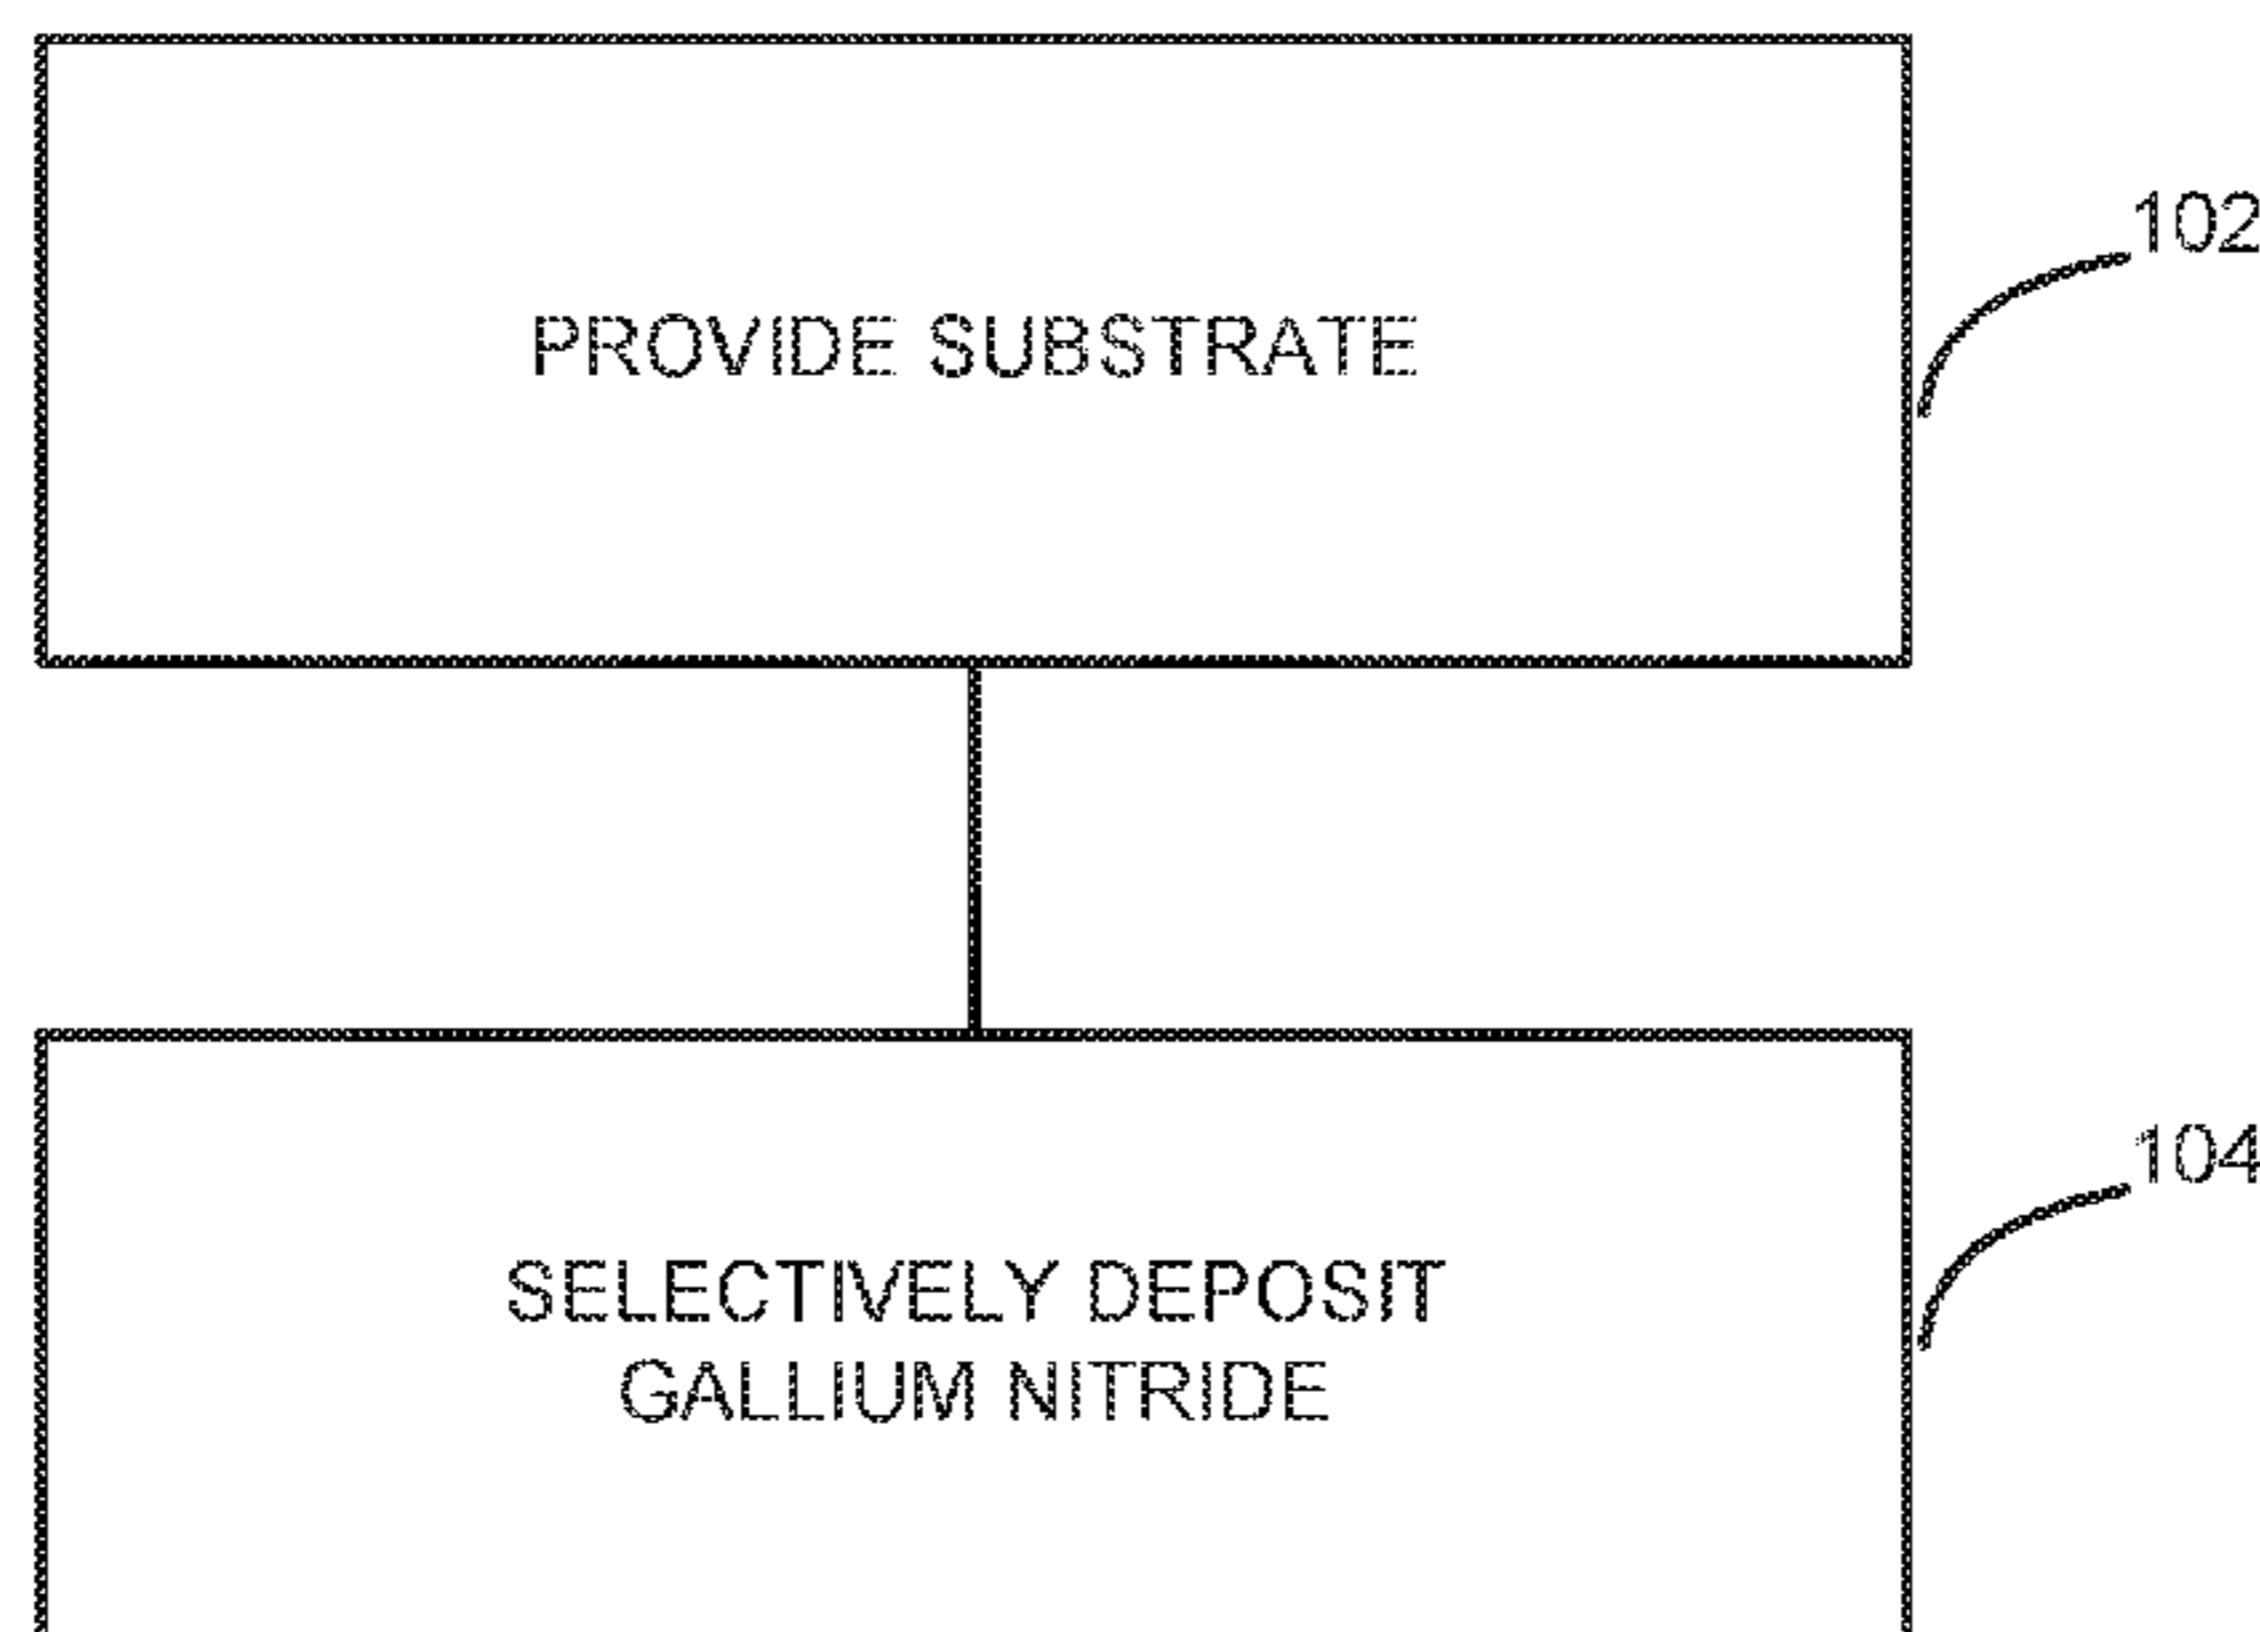 102
PROVIDE SUBSTRATE
104
SELECTIVELY DEPOSIT
GALLIUM NITRIDE